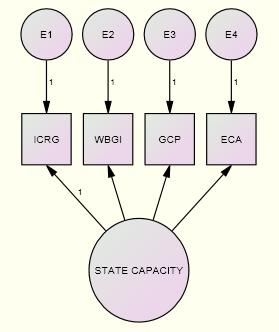 E1 E2 E3 E4
1 1 1 1
ICRG WBGI GCP ECA
1
STATE CAPACITY